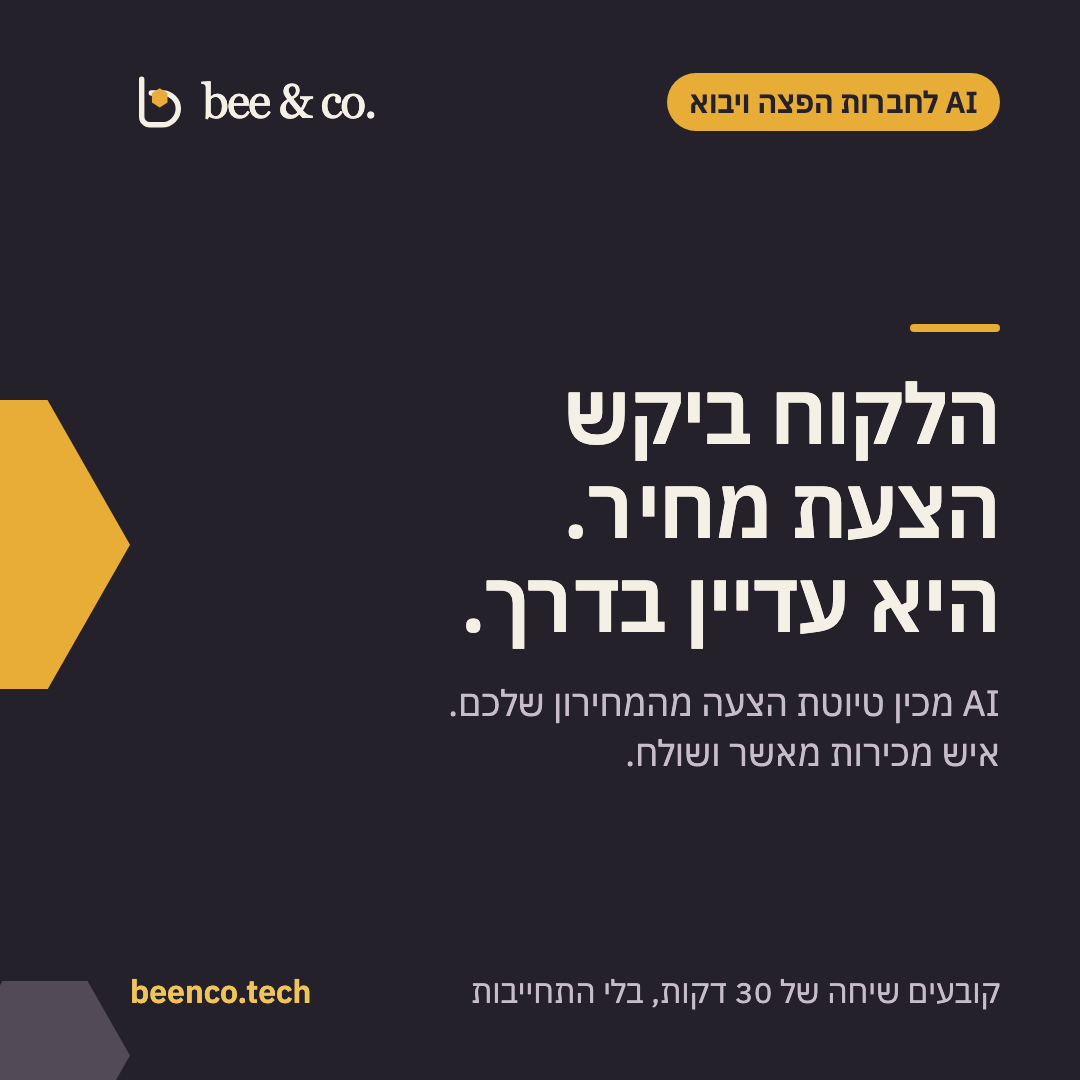 AI לחברות הפצה ויבוא
bee & co.
הלקוח ביקש
הצעת מחיר.
היא עדיין בדרך.
AI מכין טיוטת הצעה מהמחירון שלכם.
איש מכירות מאשר ושולח.
קובעים שיחה של 30 דקות, בלי התחייבות
beenco.tech